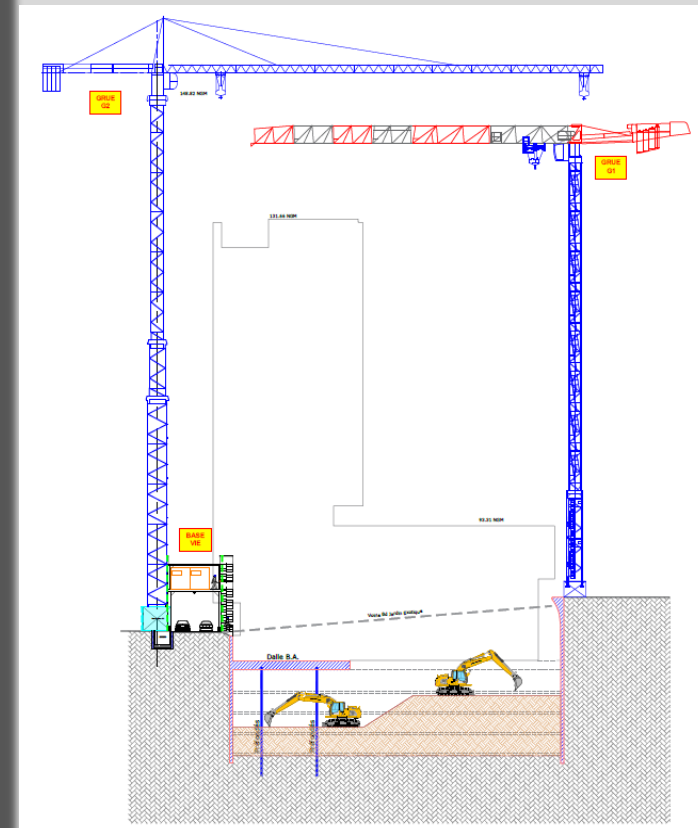 148.82 NGM
GRUE
G2
GRUE
G1
131.66 NGM
93.21 NGM
BASE
VIE
Dalle B.A.